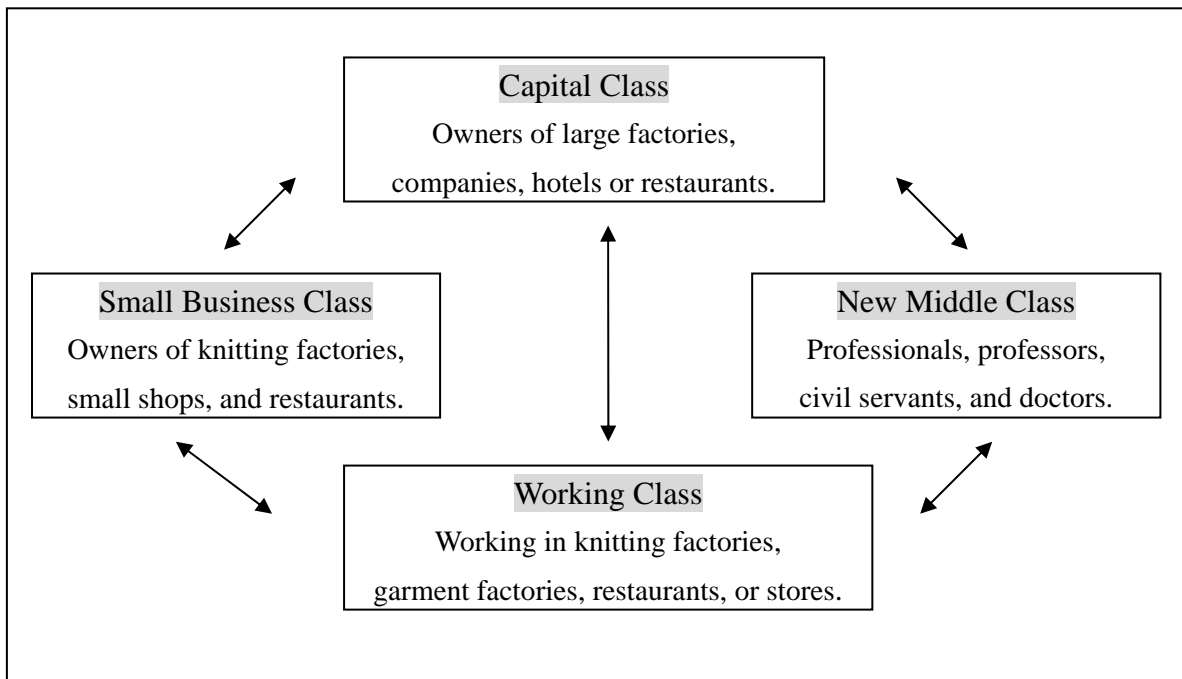 Capital Class
Owners of large factories,
companies, hotels or restaurants.
Small Business Class
Owners of knitting factories,
small shops, and restaurants.
New Middle Class
Professionals, professors,
civil servants, and doctors.
Working Class
Working in knitting factories,
garment factories, restaurants, or stores.